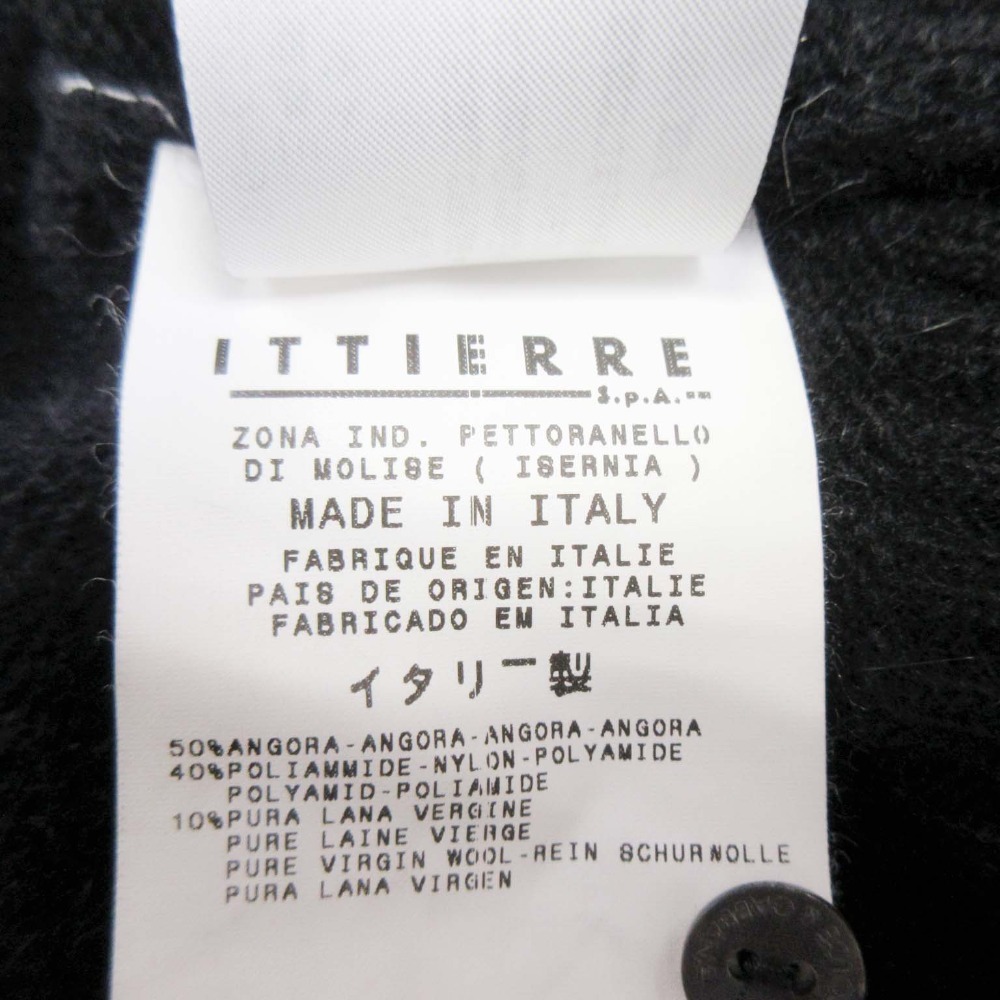 ITTIERRE
S.p.A.
ZONA IND. PETTORANELLO
DI MOLISE ( ISERNIA )
MADE IN ITALY
FABRIQUE EN ITALIE
PAIS DE ORIGEN:ITALIE
FABRICADO EM ITALIA
イタリー製
50%ANGORA-ANGORA-ANGORA-ANGORA
40%POLIAMMIDE-NYLON-POLYAMIDE
POLYAMID-POLIAMIDE
10%PURA LANA VERGINE
PURE LAINE VIERGE
PURE VIRGIN WOOL-REIN SCHURWOLLE
PURA LANA VIRGEN